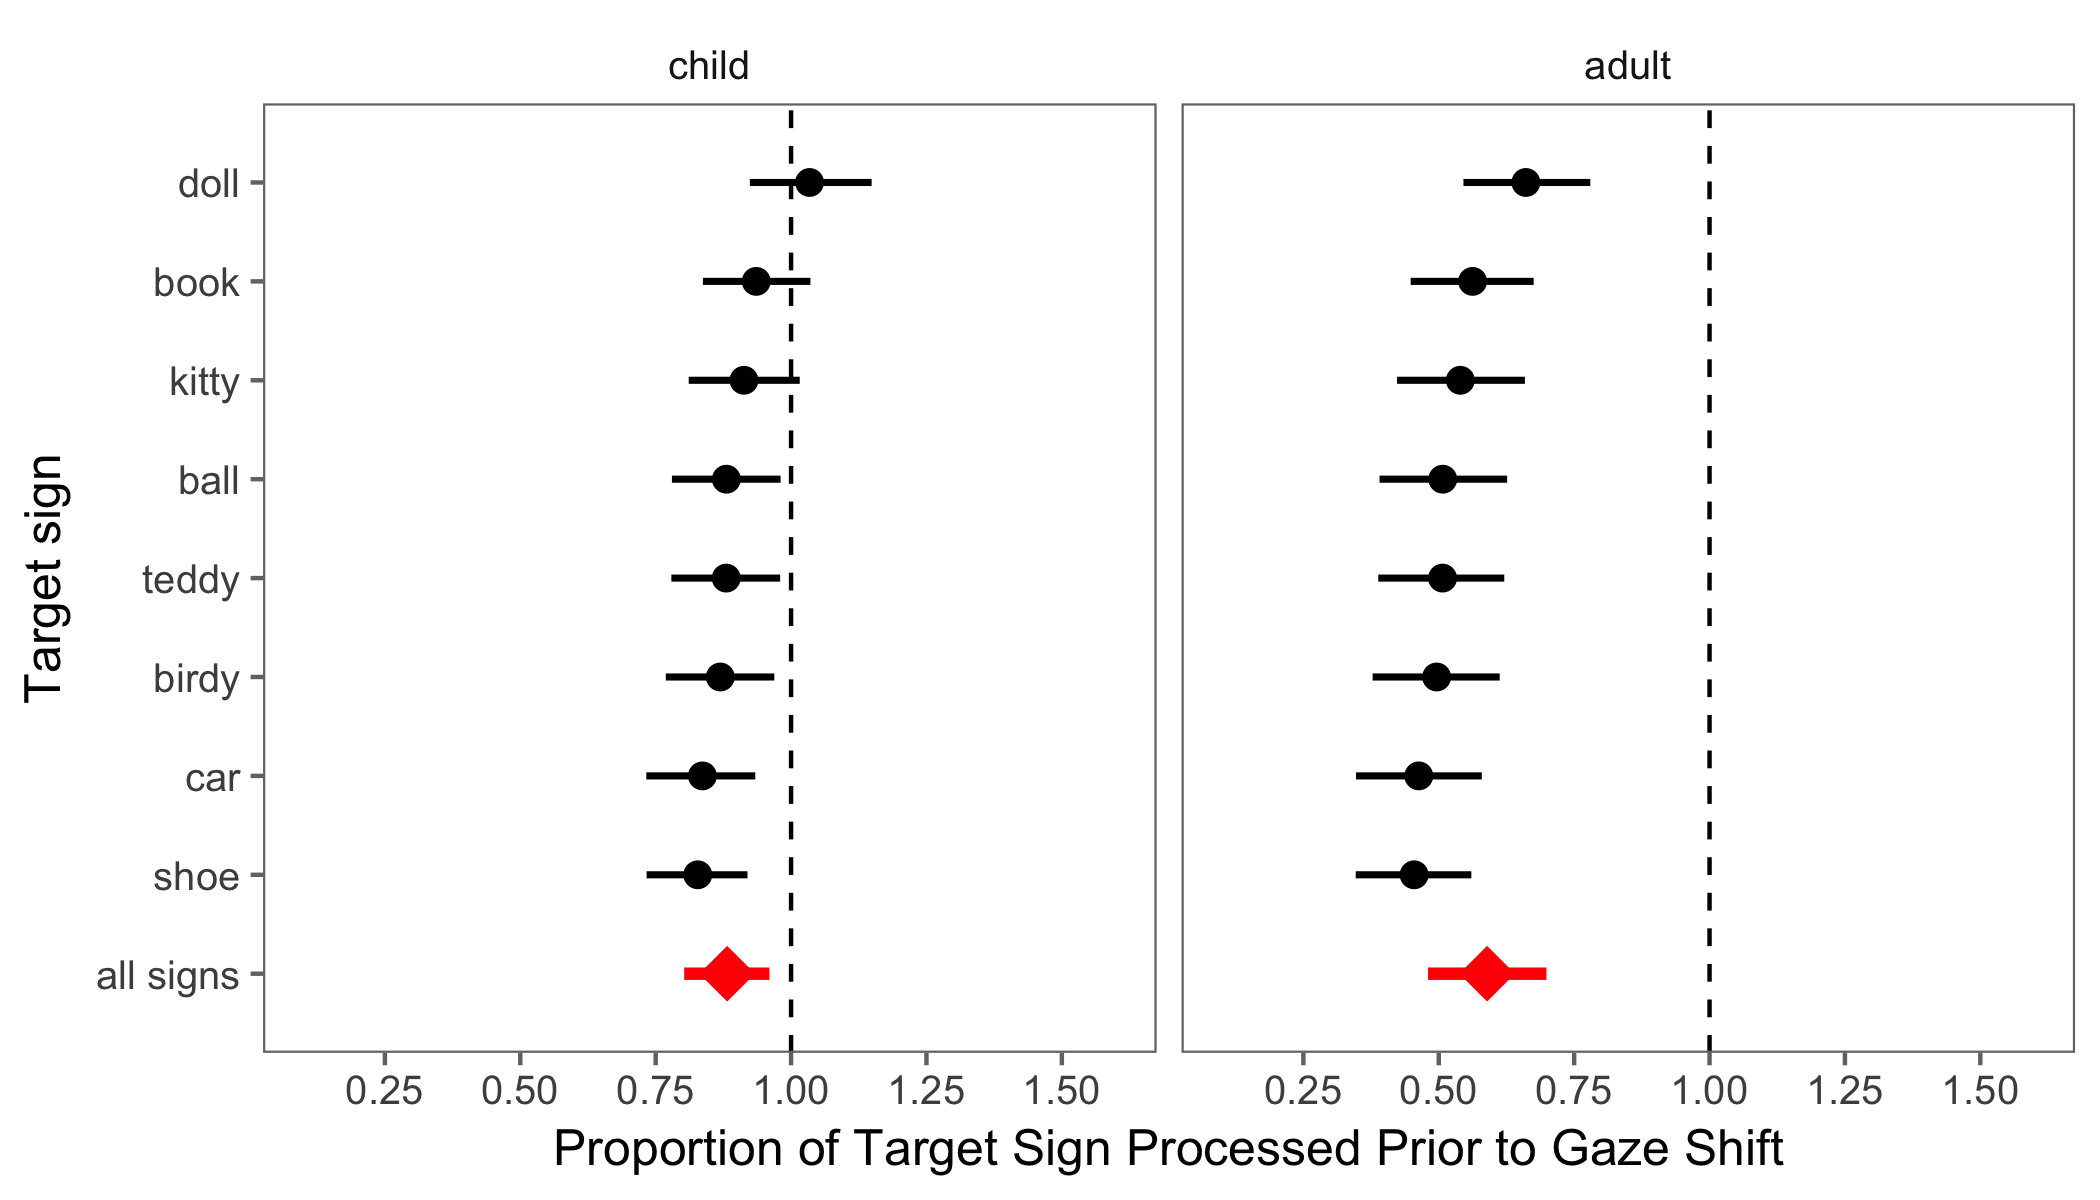 child
adult
doll
book
kitty
ball
teddy
birdy
car
shoe
all signs
Target sign
0.25 0.50 0.75 1.00 1.25 1.50
0.25 0.50 0.75 1.00 1.25 1.50
Proportion of Target Sign Processed Prior to Gaze Shift